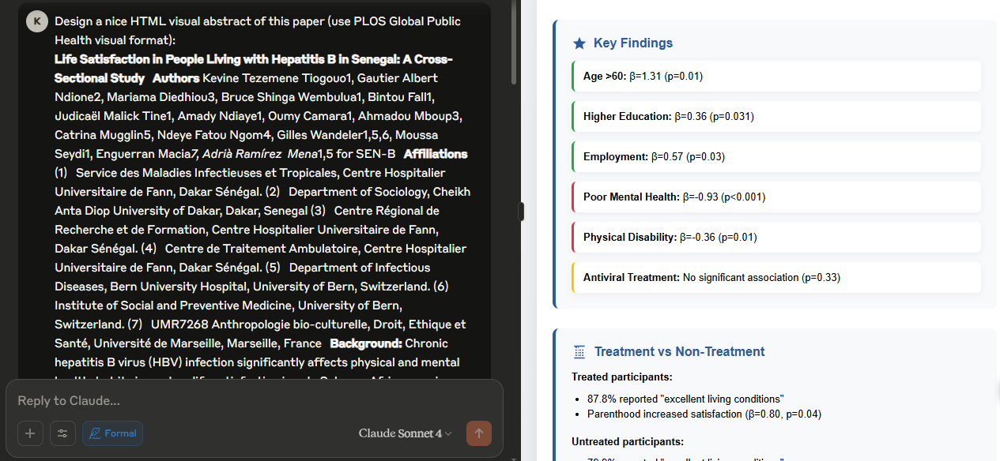 K
Design a nice HTML visual abstract of this paper (use PLOS Global Public
Health visual format):
Life Satisfaction in People Living with Hepatitis B in Senegal: A Cross-
Sectional Study Authors Kevine Tezemene Tiogouo1, Gautier Albert
Ndione2, Mariama Diedhiou3, Bruce Shinga Wembulua1, Bintou Fall1,
Judicaël Malick Tine1, Amady Ndiaye1, Oumy Camara1, Ahmadou Mboup3,
Catrina Mugglin5, Ndeye Fatou Ngom4, Gilles Wandeler1,5,6, Moussa
Seydi1, Enguerran Macia7, Adrià Ramírez Mena1,5 for SEN-B Affiliations
(1) Service des Maladies Infectieuses et Tropicales, Centre Hospitalier
Universitaire de Fann, Dakar Sénégal. (2) Department of Sociology, Cheikh
Anta Diop University of Dakar, Dakar, Senegal (3) Centre Régional de
Recherche et de Formation, Centre Hospitalier Universitaire de Fann,
Dakar Sénégal. (4) Centre de Traitement Ambulatoire, Centre Hospitalier
Universitaire de Fann, Dakar Sénégal. (5) Department of Infectious
Diseases, Bern University Hospital, University of Bern, Switzerland. (6)
Institute of Social and Preventive Medicine, University of Bern,
Switzerland. (7) UMR7268 Anthropologie bio-culturelle, Droit, Ethique et
Santé, Université de Marseille, Marseille, France Background: Chronic
hepatitis B virus (HBV) infection significantly affects physical and mental
Reply to Claude...
Formal
Claude Sonnet 4
Key Findings
Age >60: β=1.31 (p=0.01)
Higher Education: β=0.36 (p=0.031)
Employment: β=0.57 (p=0.03)
Poor Mental Health: β=-0.93 (p<0.001)
Physical Disability: β=-0.36 (p=0.01)
Antiviral Treatment: No significant association (p=0.33)
Treatment vs Non-Treatment
Treated participants:
• 87.8% reported "excellent living conditions"
• Parenthood increased satisfaction (β=0.80, p=0.04)
Untreated participants: